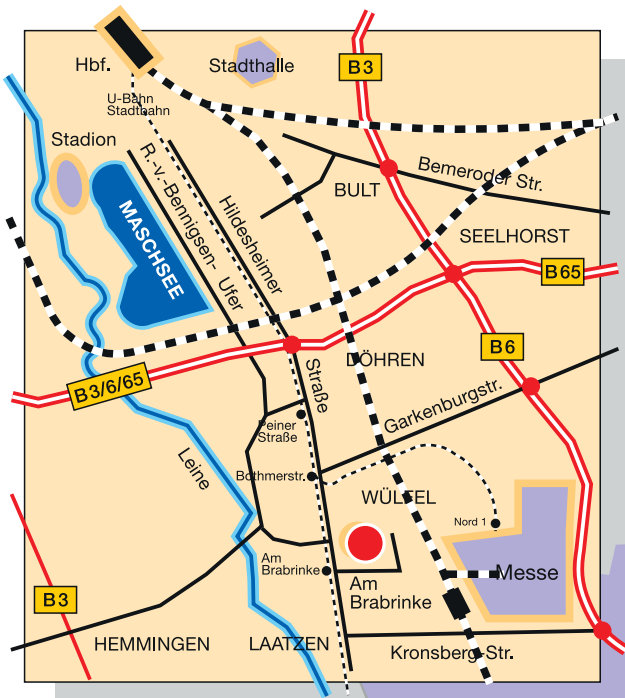 B3
Hbf.
Stadthalle
U-Bahn
Stadtbahn
Stadion
Bemeroder Str.
BULT
R.-v.-Bennigsen-Ufer
Hildesheimer
Straße
MASCHSEE
SEELHORST
B65
B6
DÖHREN
B3/6/65
Garkenburgstr.
Peiner
Straße
Leine
Bothmerstr.
WÜLFEL
Nord 1
Am
Brabrinke
Am
Brabrinke
Messe
B3
HEMMINGEN
LAATZEN
Kronsberg-Str.